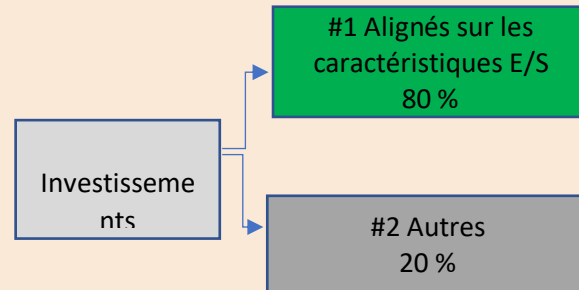 #1 Alignés sur les
caractéristiques E/S
80 %
Investisseme
nts
#2 Autres
20 %